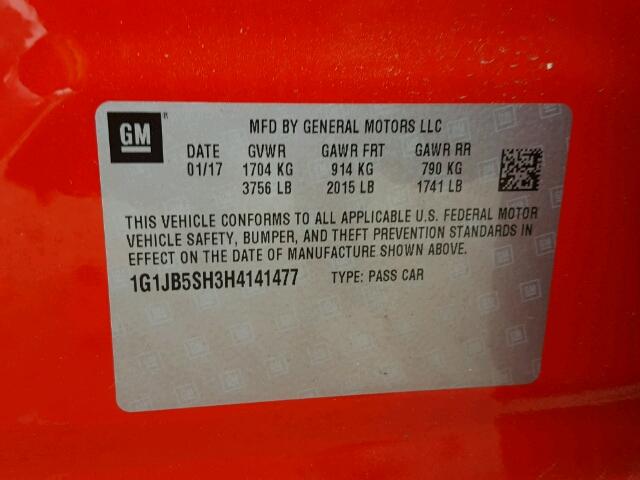 GM ®
MFD BY GENERAL MOTORS LLC
DATE GVWR GAWR FRT GAWR RR
01/17 1704 KG 914 KG 790 KG
3756 LB 2015 LB 1741 LB
THIS VEHICLE CONFORMS TO ALL APPLICABLE U.S. FEDERAL MOTOR
VEHICLE SAFETY, BUMPER, AND THEFT PREVENTION STANDARDS IN
EFFECT ON THE DATE OF MANUFACTURE SHOWN ABOVE.
1G1JB5SH3H4141477 TYPE: PASS CAR